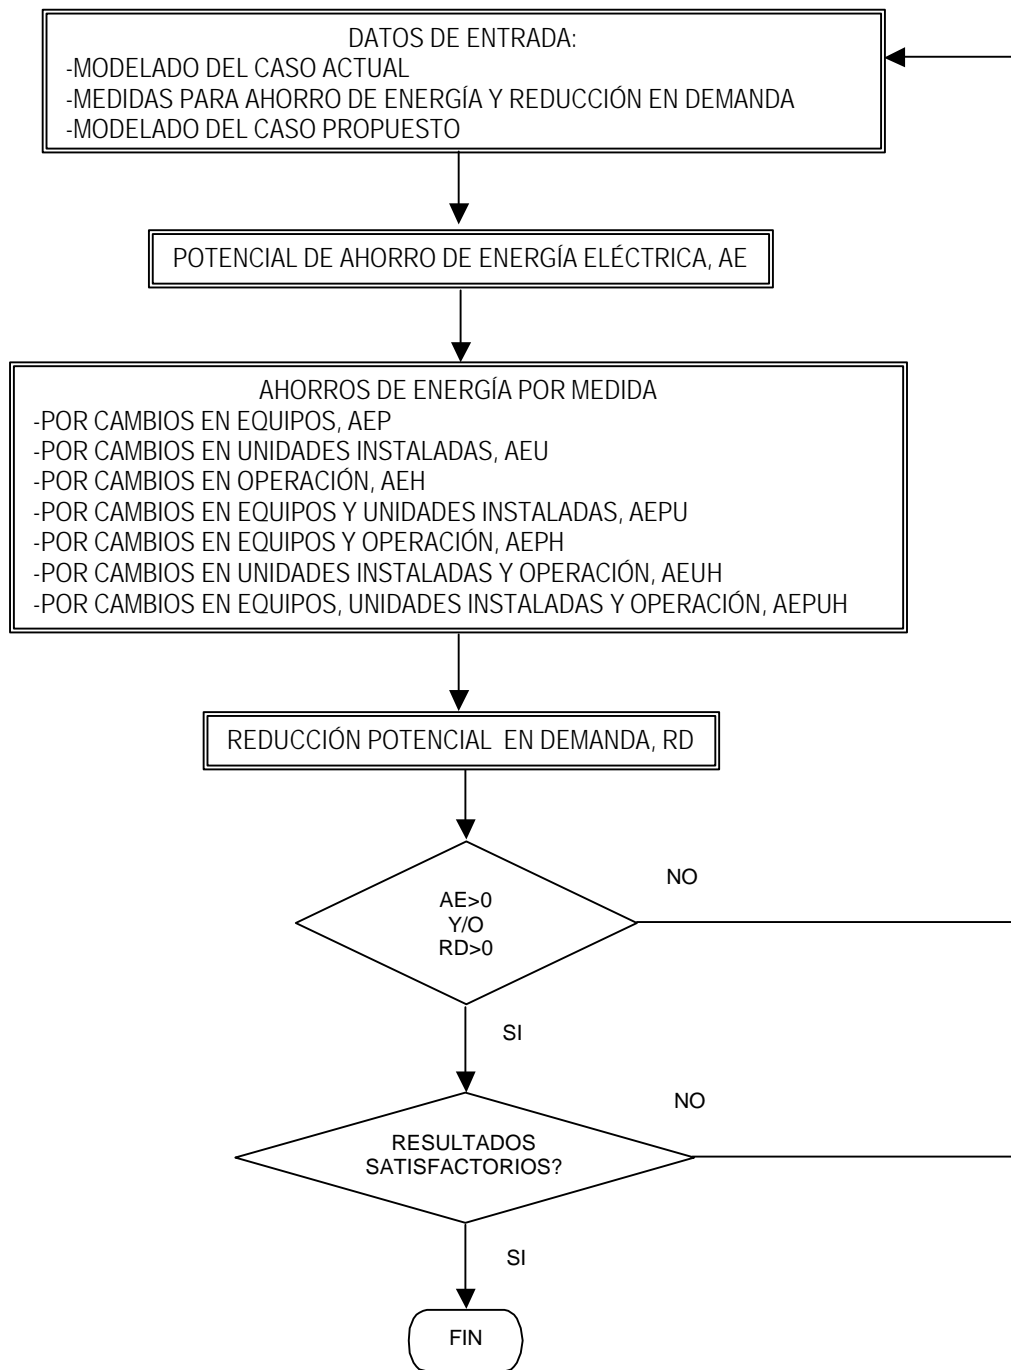 DATOS DE ENTRADA:
-MODELADO DEL CASO ACTUAL
-MEDIDAS PARA AHORRO DE ENERGÍA Y REDUCCIÓN EN DEMANDA
-MODELADO DEL CASO PROPUESTO
POTENCIAL DE AHORRO DE ENERGÍA ELÉCTRICA, AE
AHORROS DE ENERGÍA POR MEDIDA
-POR CAMBIOS EN EQUIPOS, AEP
-POR CAMBIOS EN UNIDADES INSTALADAS, AEU
-POR CAMBIOS EN OPERACIÓN, AEH
-POR CAMBIOS EN EQUIPOS Y UNIDADES INSTALADAS, AEPU
-POR CAMBIOS EN EQUIPOS Y OPERACIÓN, AEPH
-POR CAMBIOS EN UNIDADES INSTALADAS Y OPERACIÓN, AEUH
-POR CAMBIOS EN EQUIPOS, UNIDADES INSTALADAS Y OPERACIÓN, AEPUH
REDUCCIÓN POTENCIAL EN DEMANDA, RD
NO
AE>0
Y/O
RD>0
SI
NO
RESULTADOS
SATISFACTORIOS?
SI
FIN